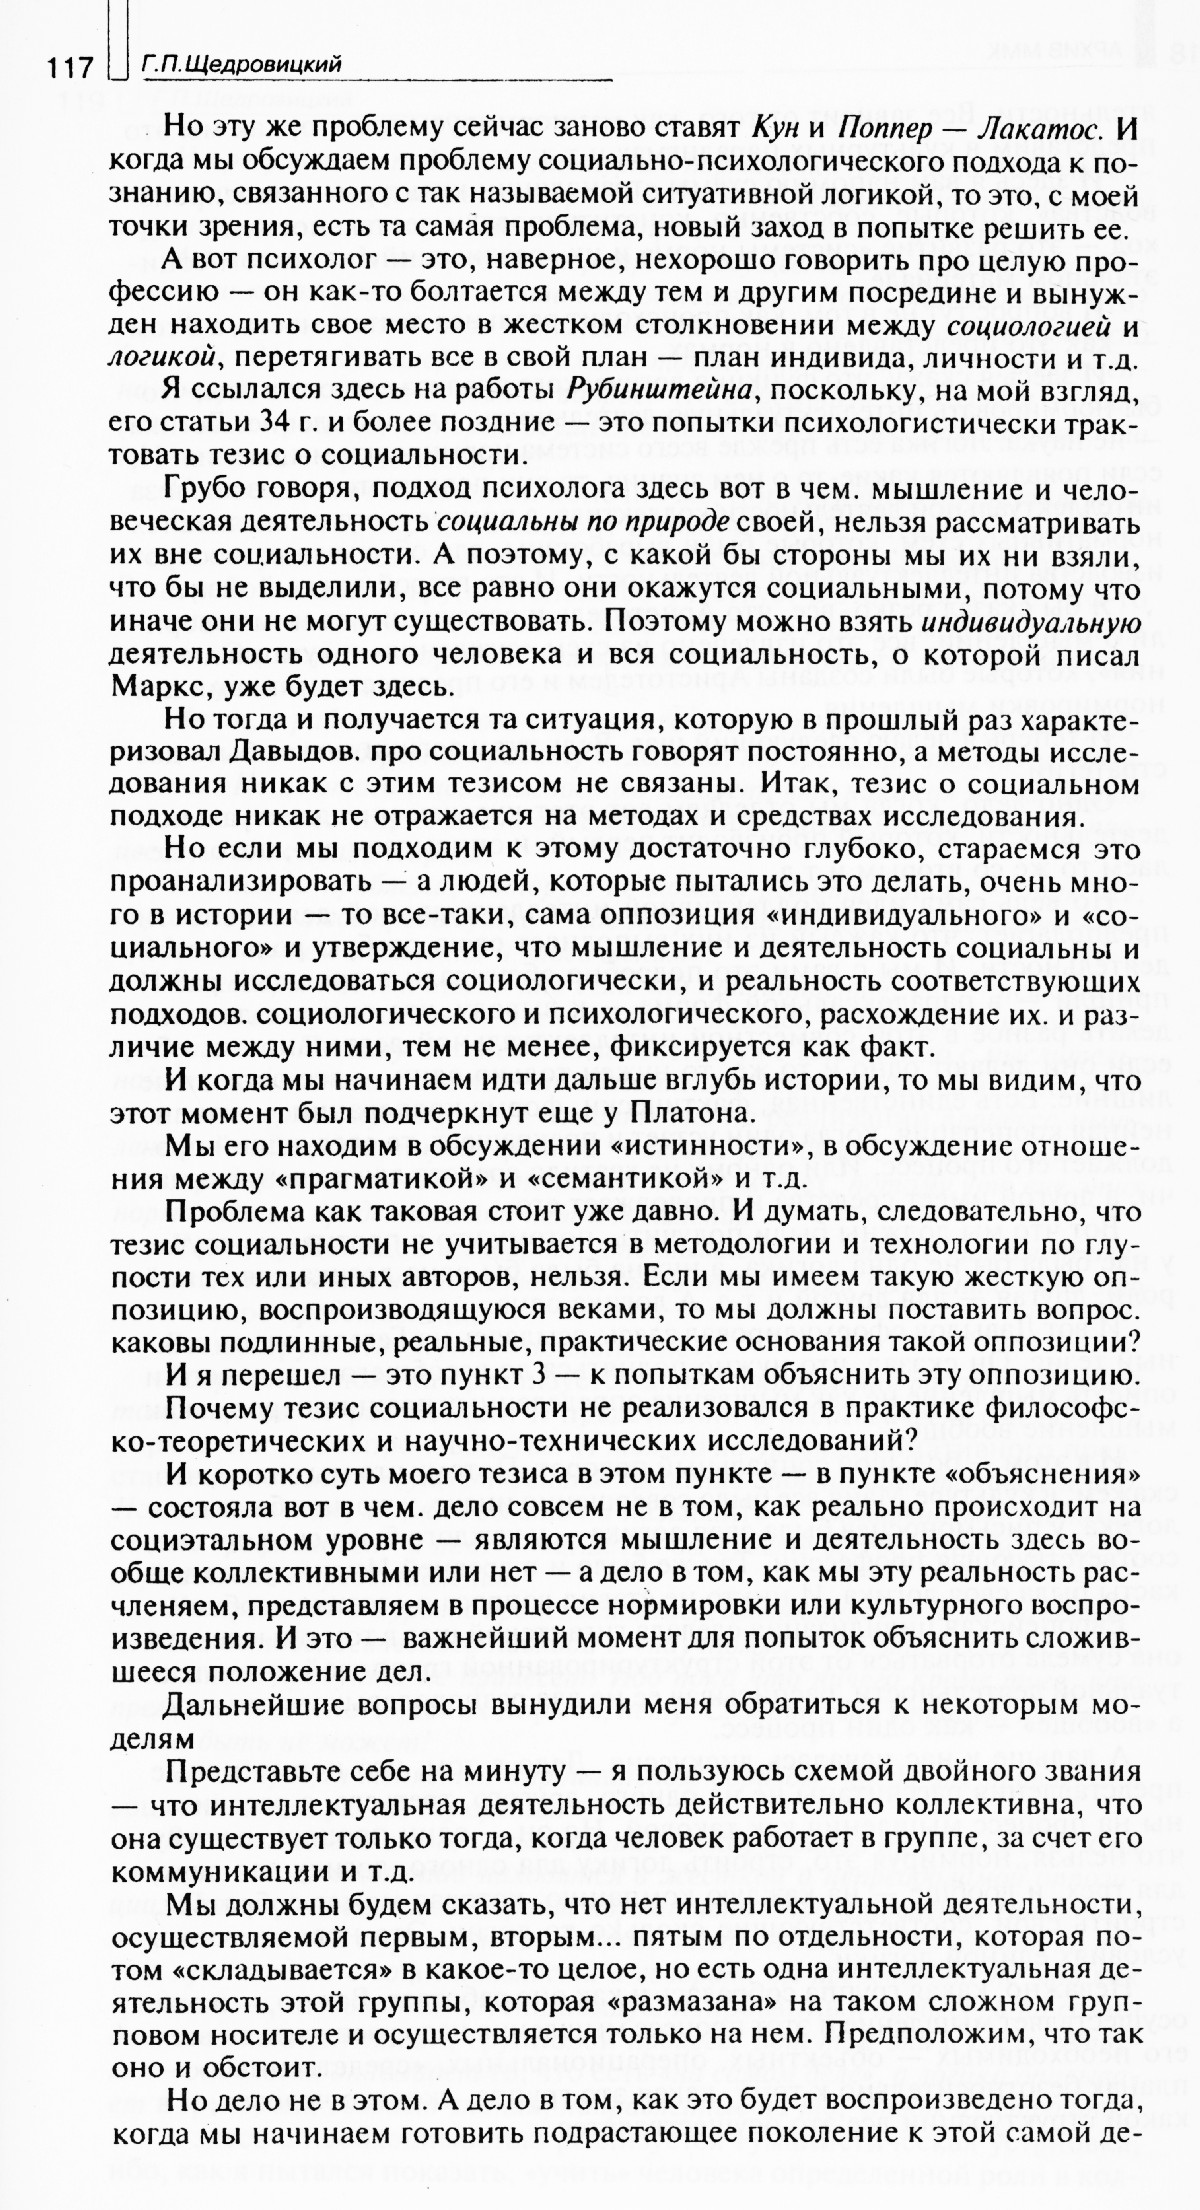 117 Г.П.Щедровицкий
Но эту же проблему сейчас заново ставят Кун и Поппер — Лакатос. И
когда мы обсуждаем проблему социально-психологического подхода к по-
знанию, связанного с так называемой ситуативной логикой, то это, с моей
точки зрения, есть та самая проблема, новый заход в попытке решить ее.
А вот психолог — это, наверное, нехорошо говорить про целую про-
фессию — он как-то болтается между тем и другим посредине и вынуж-
ден находить свое место в жестком столкновении между социологией и
логикой, перетягивать все в свой план — план индивида, личности и т.д.
Я ссылался здесь на работы Рубинштейна, поскольку, на мой взгляд,
его статьи 34 г. и более поздние — это попытки психологистически трак-
товать тезис о социальности.
Грубо говоря, подход психолога здесь вот в чем. мышление и чело-
веческая деятельность социальны по природе своей, нельзя рассматривать
их вне социальности. А поэтому, с какой бы стороны мы их ни взяли,
что бы не выделили, все равно они окажутся социальными, потому что
иначе они не могут существовать. Поэтому можно взять индивидуальную
деятельность одного человека и вся социальность, о которой писал
Маркс, уже будет здесь.
Но тогда и получается та ситуация, которую в прошлый раз характе-
ризовал Давыдов. про социальность говорят постоянно, а методы иссле-
дования никак с этим тезисом не связаны. Итак, тезис о социальном
подходе никак не отражается на методах и средствах исследования.
Но если мы подходим к этому достаточно глубоко, стараемся это
проанализировать — а людей, которые пытались это делать, очень мно-
го в истории — то все-таки, сама оппозиция «индивидуального» и «со-
циального» и утверждение, что мышление и деятельность социальны и
должны исследоваться социологически, и реальность соответствующих
подходов. социологического и психологического, расхождение их. и раз-
личие между ними, тем не менее, фиксируется как факт.
И когда мы начинаем идти дальше вглубь истории, то мы видим, что
этот момент был подчеркнут еще у Платона.
Мы его находим в обсуждении «истинности», в обсуждение отноше-
ния между «прагматикой» и «семантикой» и т.д.
Проблема как таковая стоит уже давно. И думать, следовательно, что
тезис социальности не учитывается в методологии и технологии по глу-
пости тех или иных авторов, нельзя. Если мы имеем такую жесткую оп-
позицию, воспроизводящуюся веками, то мы должны поставить вопрос.
каковы подлинные, реальные, практические основания такой оппозиции?
И я перешел — это пункт 3 — к попыткам объяснить эту оппозицию.
Почему тезис социальности не реализовался в практике философс-
ко-теоретических и научно-технических исследований?
И коротко суть моего тезиса в этом пункте — в пункте «объяснения»
— состояла вот в чем. дело совсем не в том, как реально происходит на
социэтальном уровне — являются мышление и деятельность здесь во-
обще коллективными или нет — а дело в том, как мы эту реальность рас-
членяем, представляем в процессе нормировки или культурного воспро-
изведения. И это — важнейший момент для попыток объяснить сложив-
шееся положение дел.
Дальнейшие вопросы вынудили меня обратиться к некоторым мо-
делям
Представьте себе на минуту — я пользуюсь схемой двойного звания
— что интеллектуальная деятельность действительно коллективна, что
она существует только тогда, когда человек работает в группе, за счет его
коммуникации и т.д.
Мы должны будем сказать, что нет интеллектуальной деятельности,
осуществляемой первым, вторым... пятым по отдельности, которая по-
том «складывается» в какое-то целое, но есть одна интеллектуальная де-
ятельность этой группы, которая «размазана» на таком сложном груп-
повом носителе и осуществляется только на нем. Предположим, что так
оно и обстоит.
Но дело не в этом. А дело в том, как это будет воспроизведено тогда,
когда мы начинаем готовить подрастающее поколение к этой самой де-